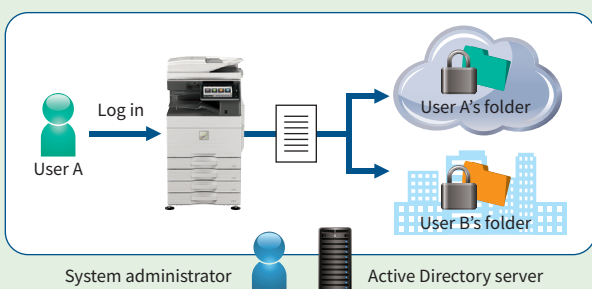 Log in
User A
User A's folder
User B's folder
System administrator
Active Directory server